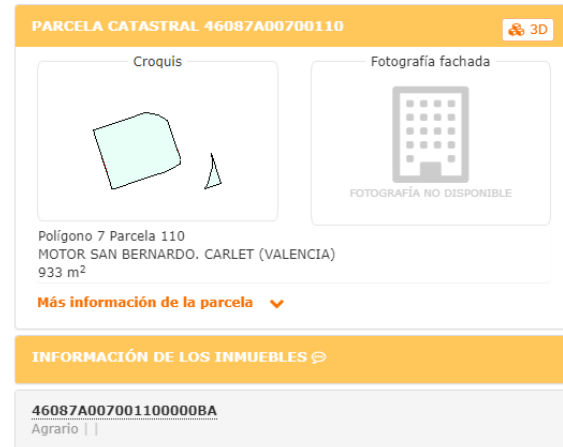 PARCELA CATASTRAL 46087A00700110
3D
Croquis
Fotografía fachada
FOTOGRAFÍA NO DISPONIBLE
Polígono 7 Parcela 110
MOTOR SAN BERNARDO. CARLET (VALENCIA)
933 m²
Más información de la parcela
INFORMACIÓN DE LOS INMUEBLES
46087A007001100000BA
Agrario | |